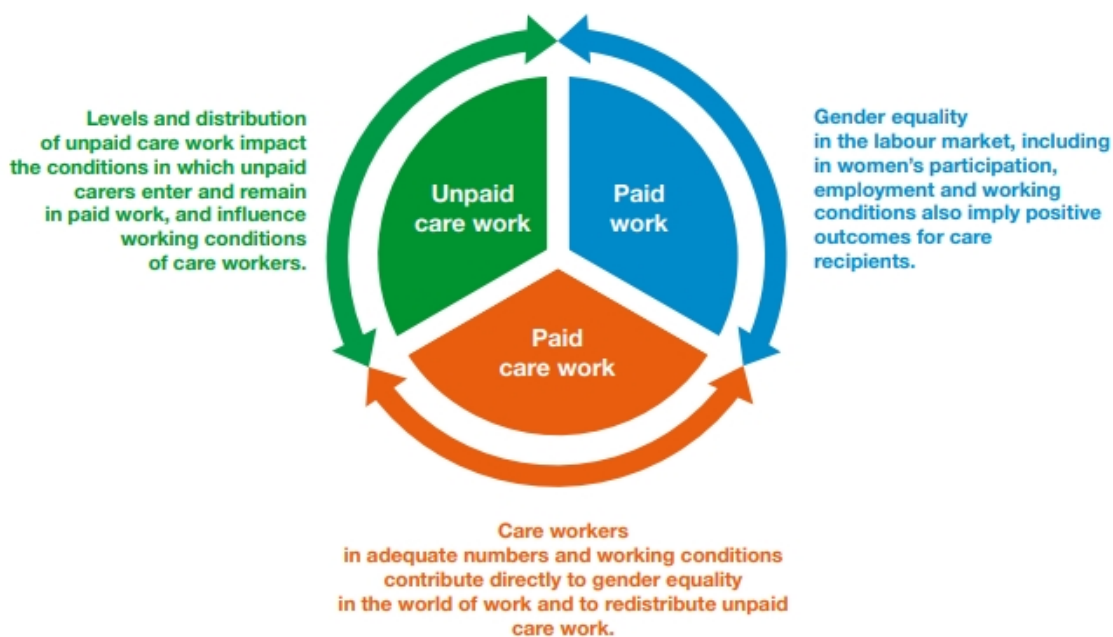 Levels and distribution
of unpaid care work impact
the conditions in which unpaid
carers enter and remain
in paid work, and influence
working conditions
of care workers.
Unpaid
care work
Paid
work
Gender equality
in the labour market, including
in women's participation,
employment and working
conditions also imply positive
outcomes for care
recipients.
Paid
care work
Care workers
in adequate numbers and working conditions
contribute directly to gender equality
in the world of work and to redistribute unpaid
care work.